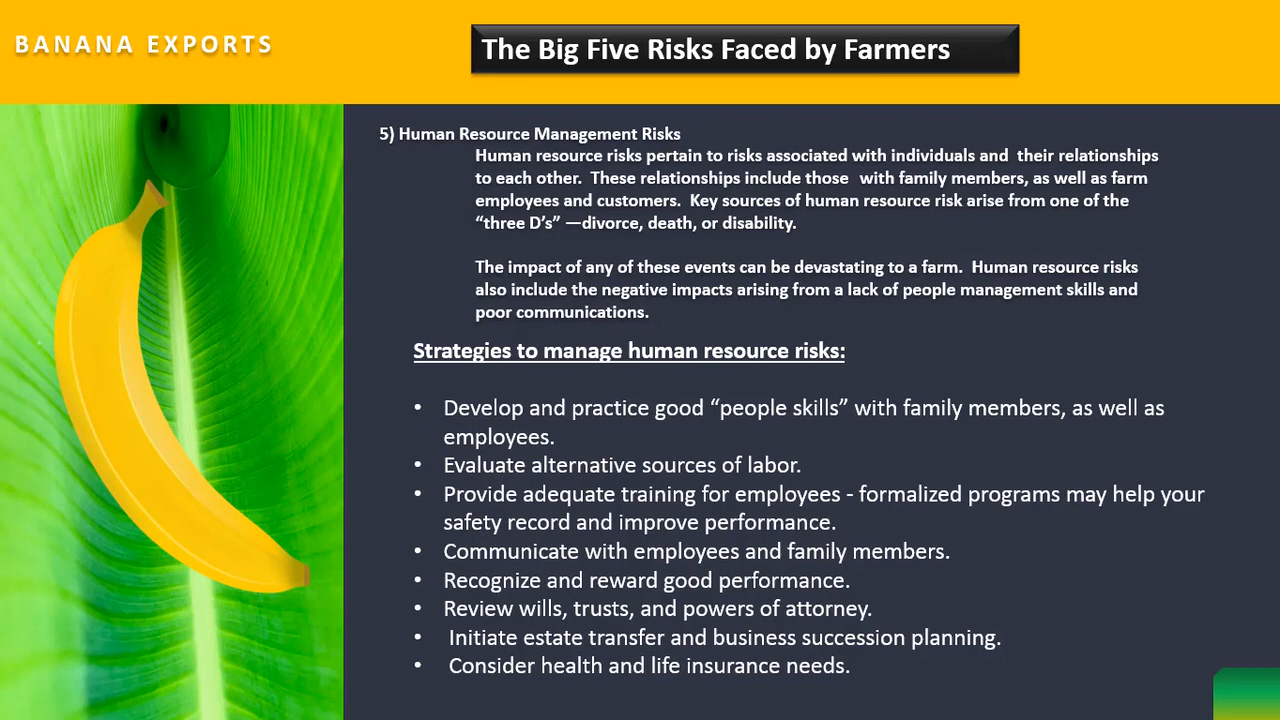 BANANA EXPORTS
The Big Five Risks Faced by Farmers
5) Human Resource Management Risks
Human resource risks pertain to risks associated with individuals and  their relationships
to each other.  These relationships include those  with family members, as well as farm
employees and customers.  Key sources of human resource risk arise from one of the
“three D’s” —divorce, death, or disability.
The impact of any of these events can be devastating to a farm.  Human resource risks
also include the negative impacts arising from a lack of people management skills and
poor communications.
Strategies to manage human resource risks:
• Develop and practice good “people skills” with family members, as well as
employees.
• Evaluate alternative sources of labor.
• Provide adequate training for employees - formalized programs may help your
safety record and improve performance.
• Communicate with employees and family members.
• Recognize and reward good performance.
• Review wills, trusts, and powers of attorney.
• Initiate estate transfer and business succession planning.
• Consider health and life insurance needs.